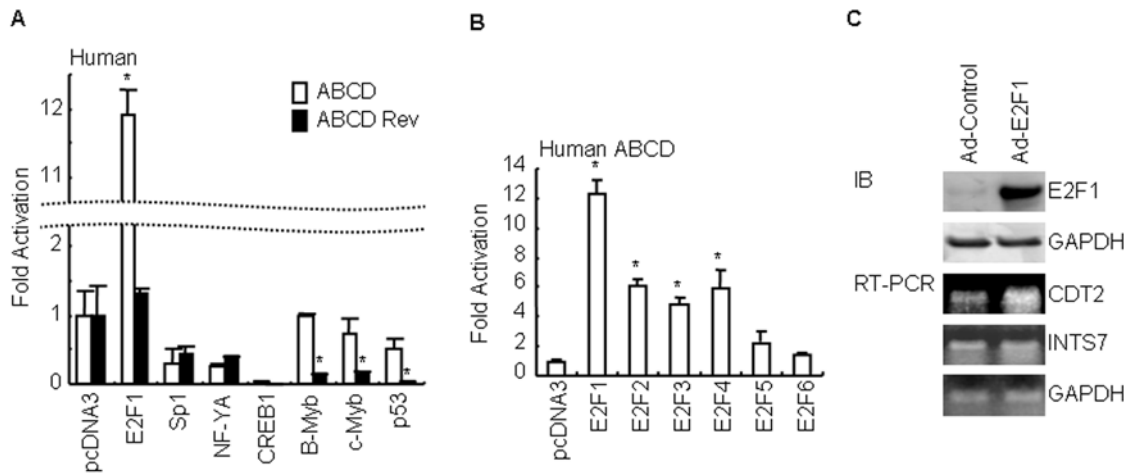 A
Human
*
ABCD
ABCD Rev
Fold Activation
12
11
2
1
0
* * *
pcDNA3
E2F1
Sp1
NF-YA
CREB1
B-Myb
c-Myb
p53
B
Human ABCD
Fold Activation
14
12
10
8
6
4
2
0
* * * *
pcDNA3
E2F1
E2F2
E2F3
E2F4
E2F5
E2F6
C
Ad-Control
Ad-E2F1
IB
E2F1
GAPDH
RT-PCR
CDT2
INTS7
GAPDH